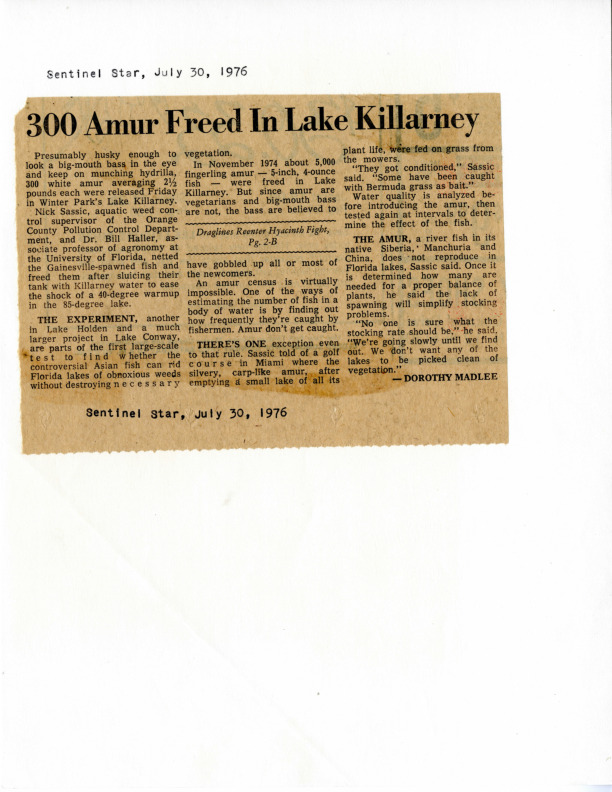 Sentinel Star, July 30, 1976
300 Amur Freed In Lake Killarney
Presumably husky enough to
look a big-mouth bass in the eye
and keep on munching hydrilla,
300 white amur averaging 2½
pounds each were released Friday
in Winter Park's Lake Killarney.
Nick Sassic, aquatic weed con-
trol supervisor of the Orange
County Pollution Control Depart-
ment, and Dr. Bill Haller, as-
sociate professor of agronomy at
the University of Florida, netted
the Gainesville-spawned fish and
freed them after sluicing their
tank with Killarney water to ease
the shock of a 40-degree warmup
in the 85-degree lake.
THE EXPERIMENT, another
in Lake Holden and a much
larger project in Lake Conway,
are parts of the first large-scale
test to find whether the
controversial Asian fish can rid
Florida lakes of obnoxious weeds
without destroying necessary
vegetation.
In November 1974 about 5,000
fingerling amur — 5-inch, 4-ounce
fish — were freed in Lake
Killarney. But since amur are
vegetarians and big-mouth bass
are not, the bass are believed to
Draglines Reenter Hyacinth Fight,
Pg. 2-B
have gobbled up all or most of
the newcomers.
An amur census is virtually
impossible. One of the ways of
estimating the number of fish in a
body of water is by finding out
how frequently they're caught by
fishermen. Amur don't get caught.
THERE'S ONE exception even
to that rule. Sassic told of a golf
course in Miami where the
silvery, carp-like amur, after
emptying a small lake of all its
plant life, were fed on grass from
the mowers.
"They got conditioned," Sassic
said. "Some have been caught
with Bermuda grass as bait."
Water quality is analyzed be-
fore introducing the amur, then
tested again at intervals to deter-
mine the effect of the fish.
THE AMUR, a river fish in its
native Siberia, Manchuria and
China, does not reproduce in
Florida lakes, Sassic said. Once it
is determined how many are
needed for a proper balance of
plants, he said the lack of
spawning will simplify stocking
problems.
"No one is sure what the
stocking rate should be," he said,
"We're going slowly until we find
out. We don't want any of the
lakes to be picked clean of
vegetation."
— DOROTHY MADLEE
Sentinel Star, July 30, 1976